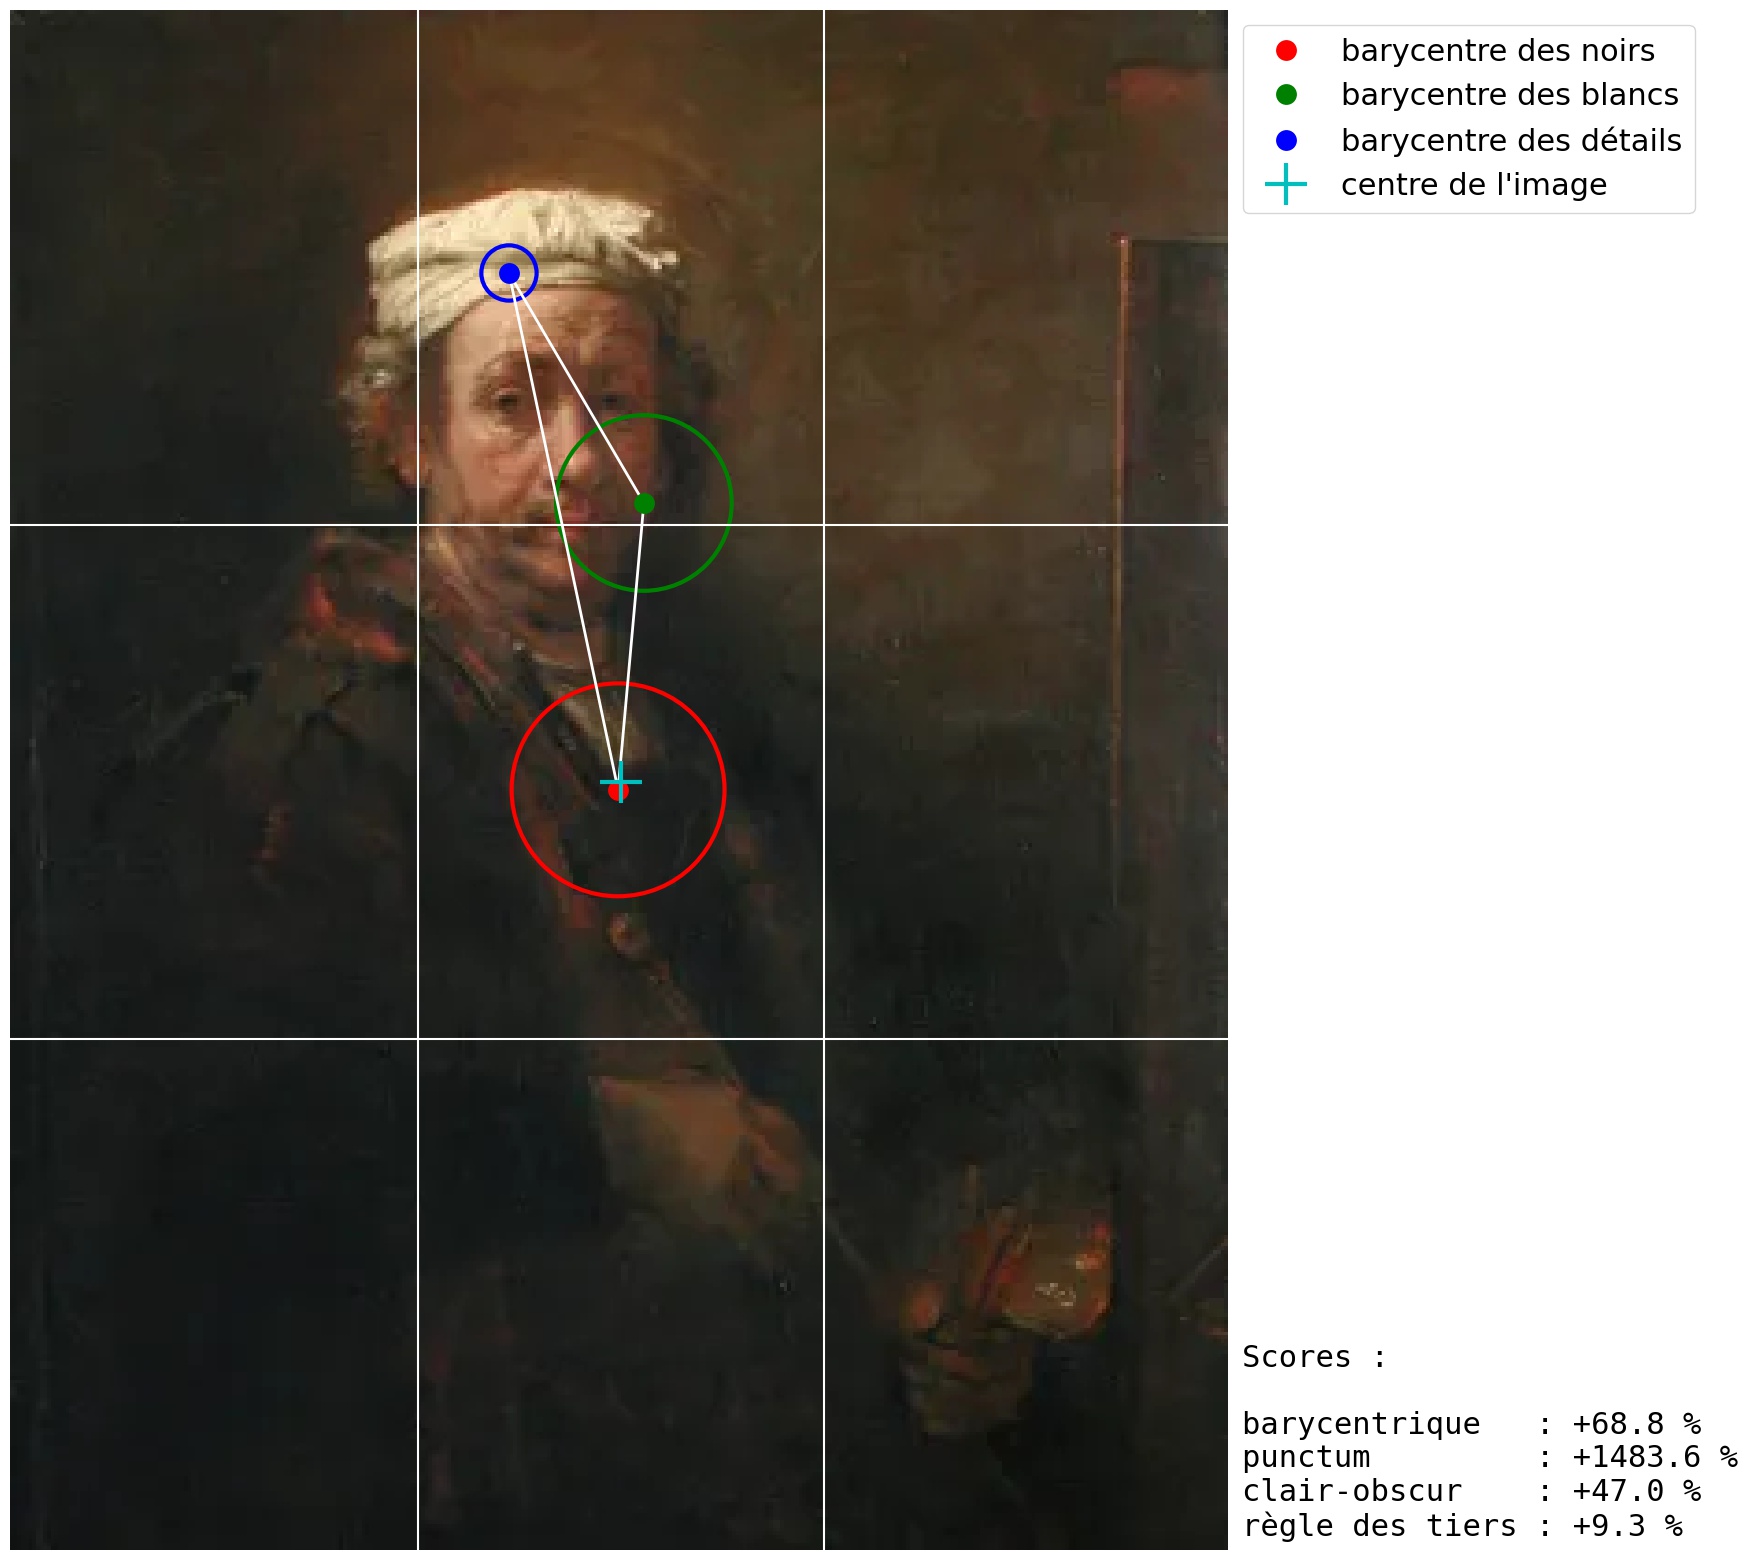 barycentre des noirs
barycentre des blancs
barycentre des détails
centre de l'image
Scores :
barycentrique : +68.8 %
punctum : +1483.6 %
clair-obscur : +47.0 %
règle des tiers : +9.3 %